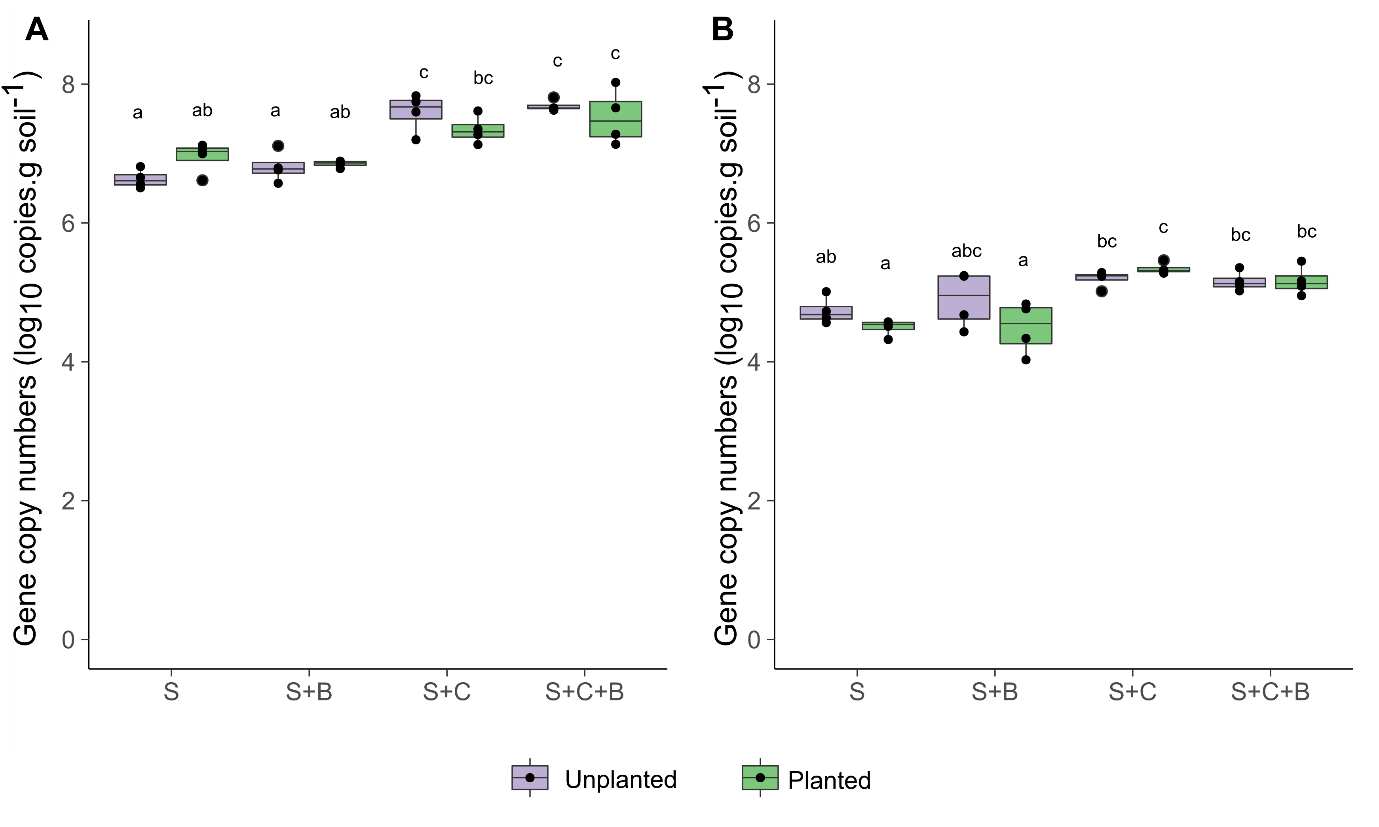 A
Gene copy numbers (log10 copies.g soil-1)
8
6
4
2
0
a
ab
a
ab
c
bc
c
c
S
S+B
S+C
S+C+B
B
Gene copy numbers (log10 copies.g soil-1)
8
6
4
2
0
ab
a
abc
a
bc
c
bc
bc
S
S+B
S+C
S+C+B
Unplanted
Planted